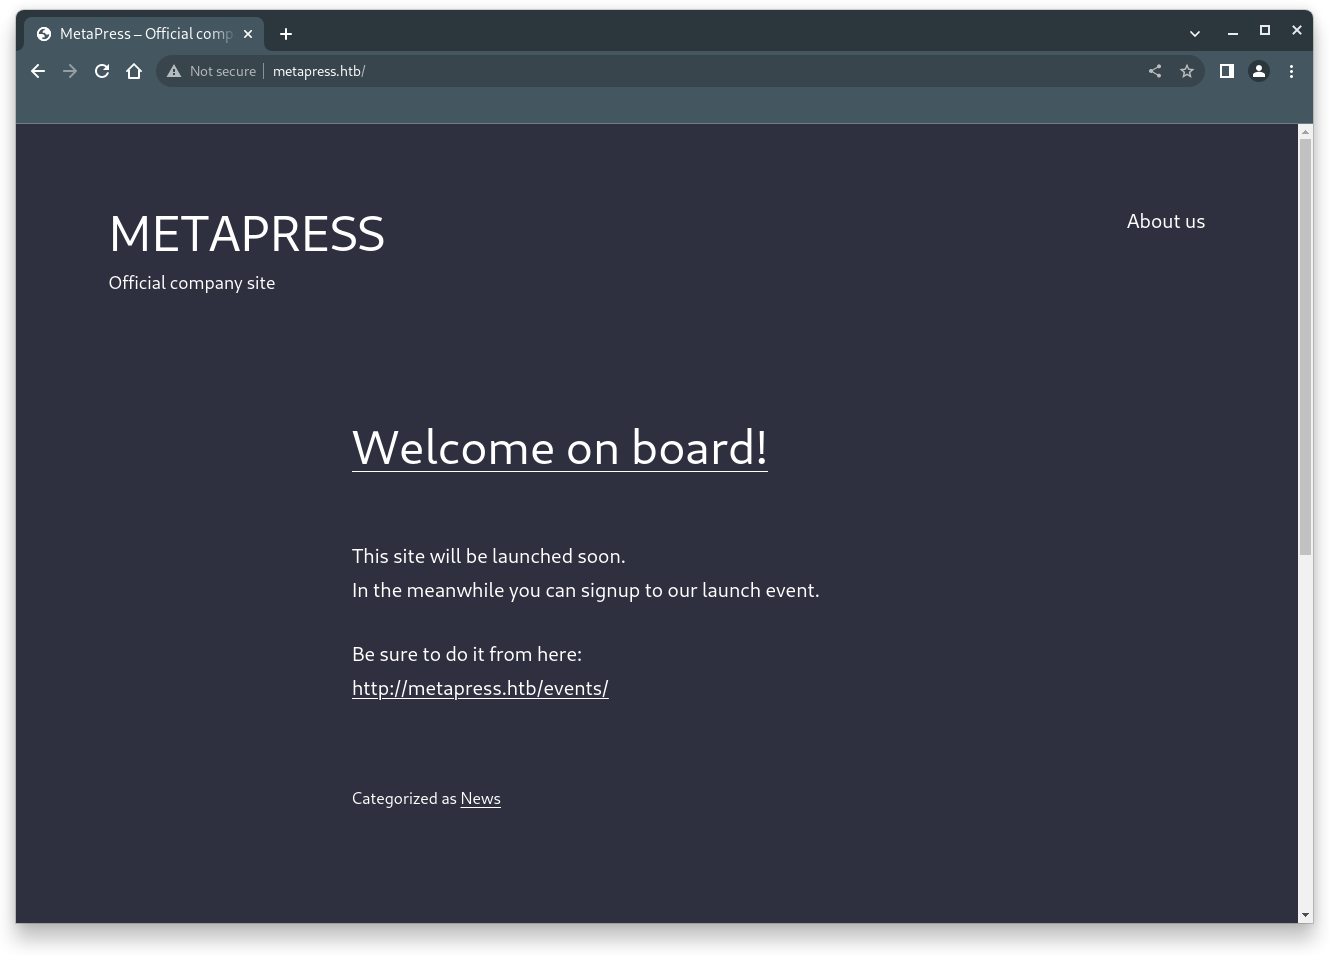 MetaPress – Official comp
Not secure
metapress.htb/
METAPRESS
About us
Official company site
Welcome on board!
This site will be launched soon.
In the meanwhile you can signup to our launch event.
Be sure to do it from here:
http://metapress.htb/events/
Categorized as News